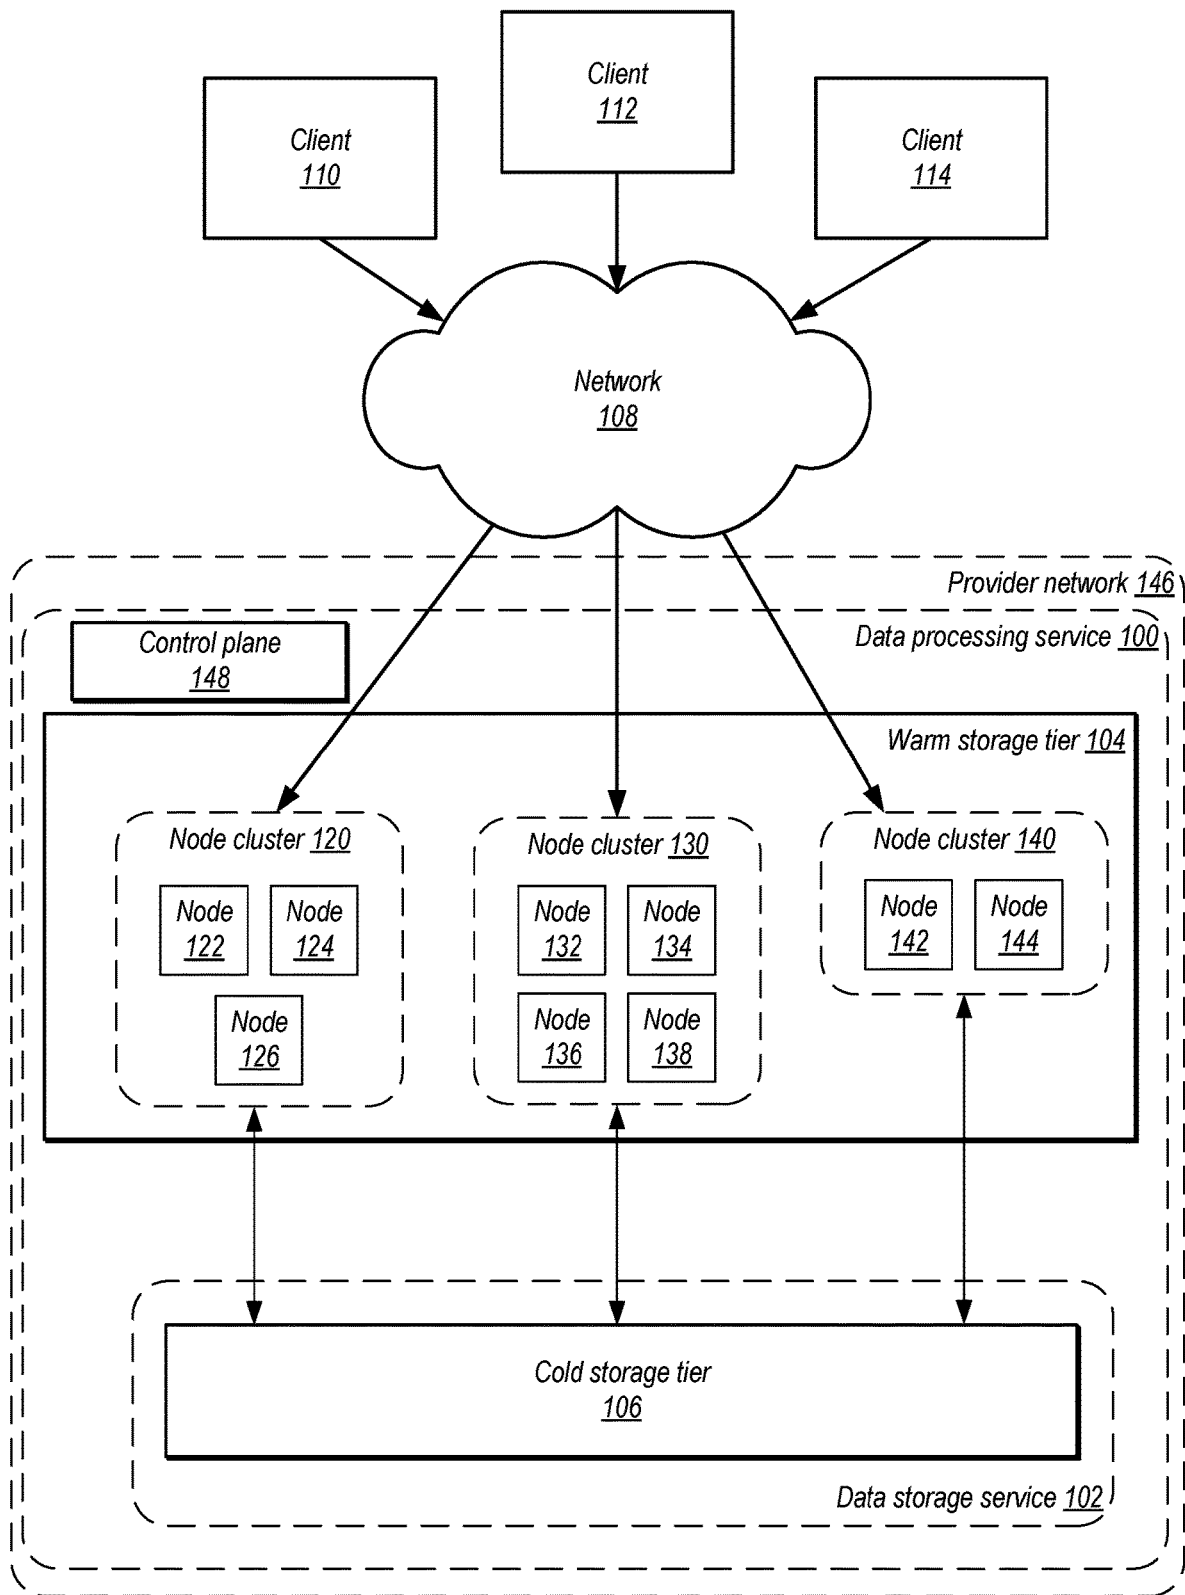 Client
112
Client
110
Client
114
Network
108
Provider network 146
Data processing service 100
Control plane
148
Warm storage tier 104
Node cluster 120
Node
122
Node
124
Node
126
Node cluster 130
Node
132
Node
134
Node
136
Node
138
Node cluster 140
Node
142
Node
144
Cold storage tier
106
Data storage service 102